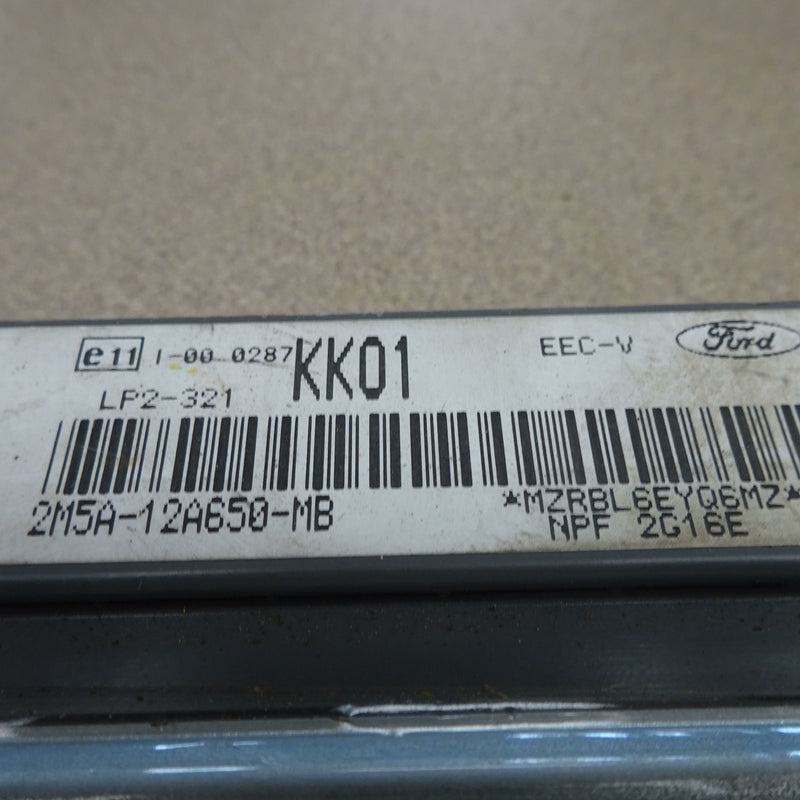 e11 I-00 0287 KK01 EEC-V Ford
LP2-321
2M5A-12A650-MB *MZRBL6EYQ6MZ*
NPF 2G16E